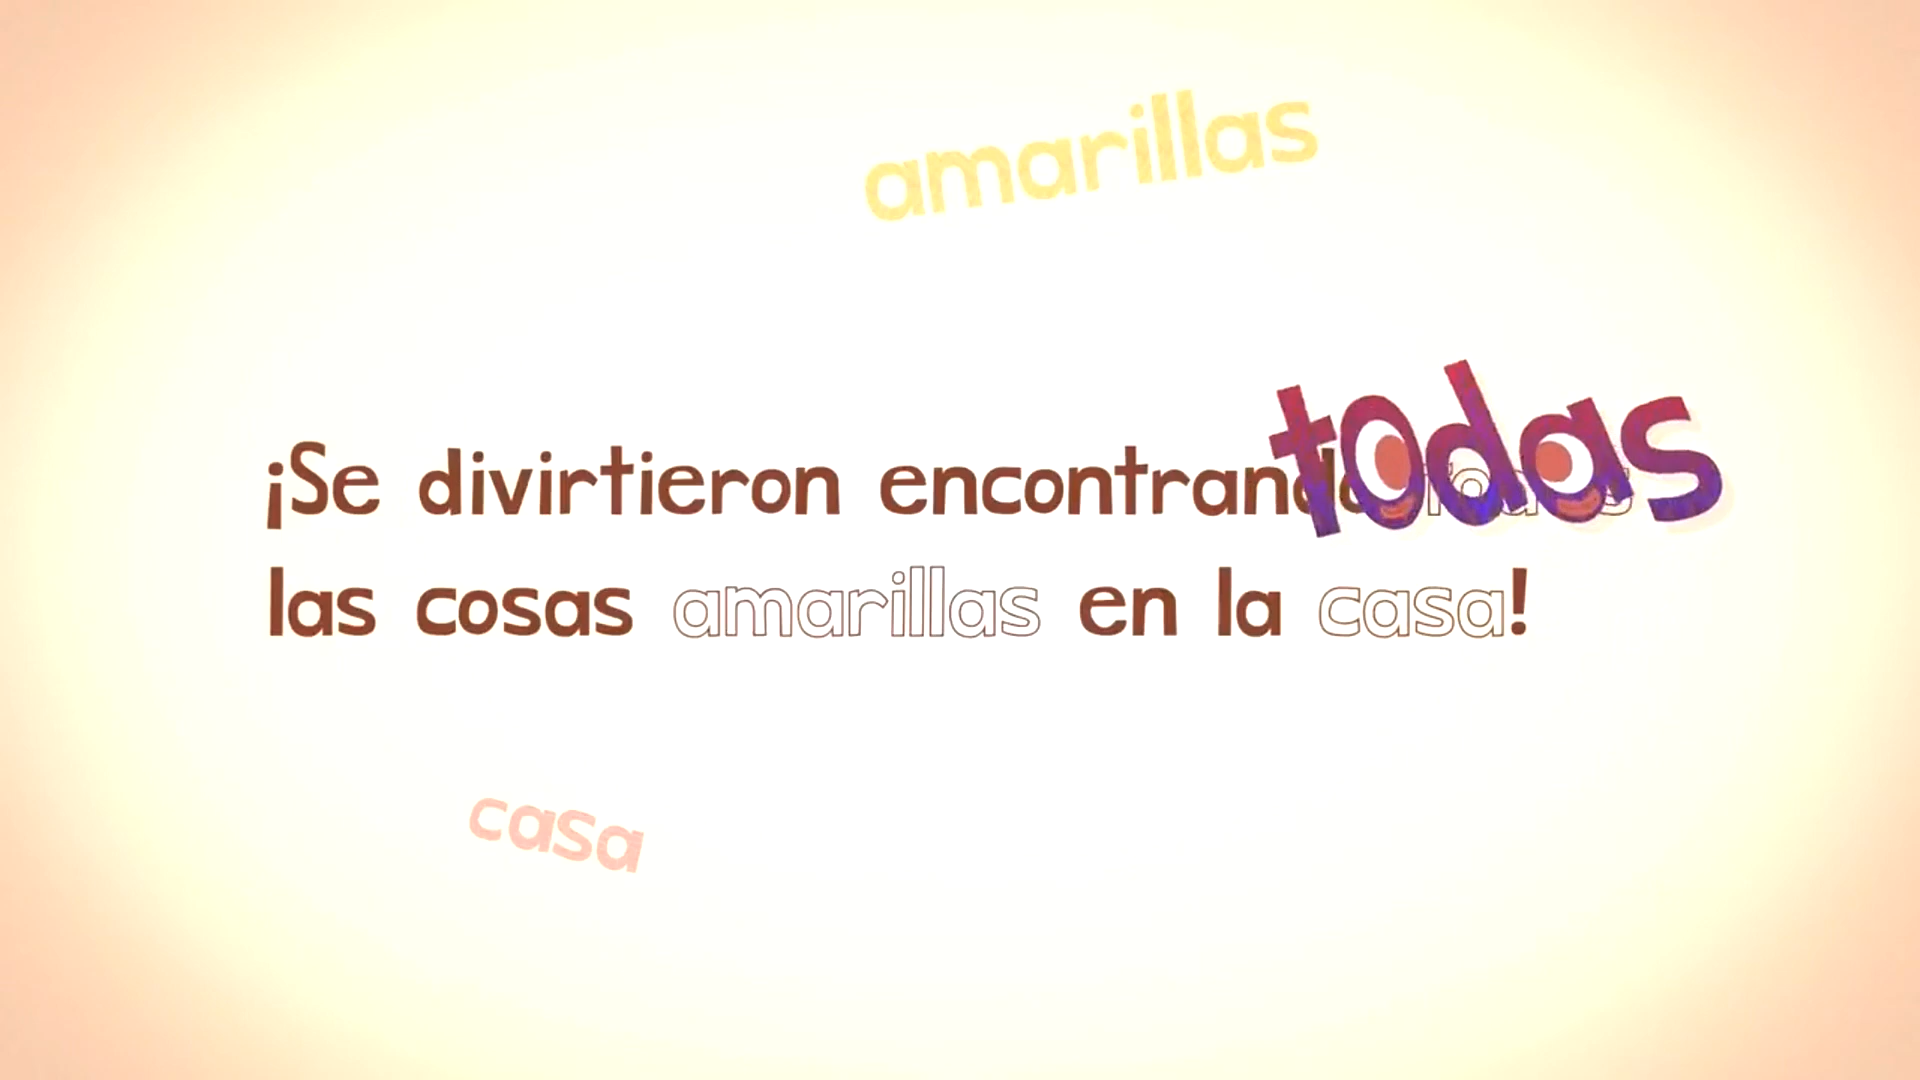 amarillas
¡Se divirtieron encontrando todas
las cosas amarillas en la casa!
casa